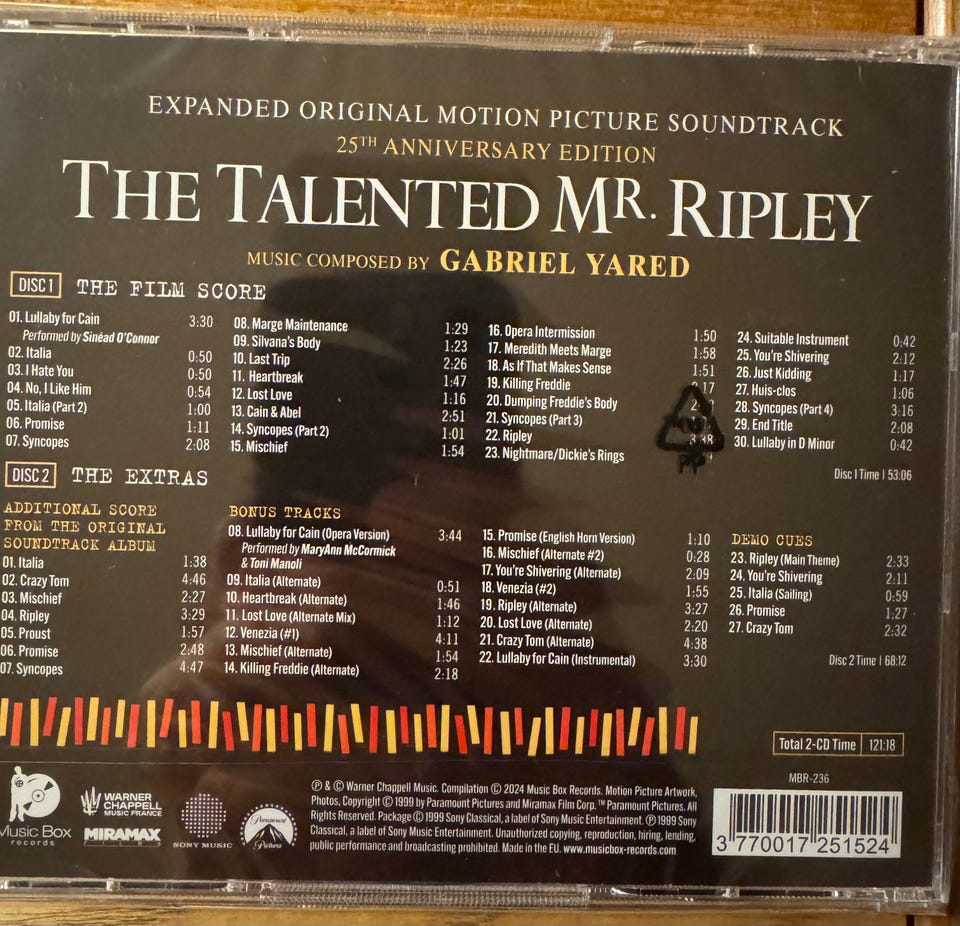 EXPANDED ORIGINAL MOTION PICTURE SOUNDTRACK
25TH ANNIVERSARY EDITION
THE TALENTED MR. RIPLEY
MUSIC COMPOSED BY GABRIEL YARED
DISC 1 THE FILM SCORE
01. Lullaby for Cain 3:30
Performed by Sinéad O'Connor
02. Italia 0:50
03. I Hate You 0:50
04. No, I Like Him 0:54
05. Italia (Part 2) 1:00
06. Promise 1:11
07. Syncopes 2:08
08. Marge Maintenance 1:29
09. Silvana's Body 1:23
10. Last Trip 2:26
11. Heartbreak 1:47
12. Lost Love 1:16
13. Cain & Abel 2:51
14. Syncopes (Part 2) 1:01
15. Mischief 1:54
16. Opera Intermission 1:50
17. Meredith Meets Marge 1:58
18. As If That Makes Sense 1:51
19. Killing Freddie
20. Dumping Freddie's Body
21. Syncopes (Part 3)
22. Ripley
23. Nightmare/Dickie's Rings
24. Suitable Instrument 0:42
25. You're Shivering 2:12
26. Just Kidding 1:17
27. Huis-clos 1:06
28. Syncopes (Part 4) 3:16
29. End Title 2:08
30. Lullaby in D Minor 0:42
Disc 1 Time | 53:06
DISC 2 THE EXTRAS
ADDITIONAL SCORE
FROM THE ORIGINAL
SOUNDTRACK ALBUM
01. Italia 1:38
02. Crazy Tom 4:46
03. Mischief 2:27
04. Ripley 3:29
05. Proust 1:57
06. Promise 2:48
07. Syncopes 4:47
BONUS TRACKS
08. Lullaby for Cain (Opera Version) 3:44
Performed by MaryAnn McCormick
& Toni Manoli
09. Italia (Alternate) 0:51
10. Heartbreak (Alternate) 1:46
11. Lost Love (Alternate Mix) 1:12
12. Venezia (#1) 4:11
13. Mischief (Alternate) 1:54
14. Killing Freddie (Alternate) 2:18
15. Promise (English Horn Version) 1:10
16. Mischief (Alternate #2) 0:28
17. You're Shivering (Alternate) 2:09
18. Venezia (#2) 1:55
19. Ripley (Alternate) 3:27
20. Lost Love (Alternate) 2:20
21. Crazy Tom (Alternate) 4:38
22. Lullaby for Cain (Instrumental) 3:30
DEMO CUES
23. Ripley (Main Theme) 2:33
24. You're Shivering 2:11
25. Italia (Sailing) 0:59
26. Promise 1:27
27. Crazy Tom 2:32
Disc 2 Time | 68:12
Total 2-CD Time | 121:18
MBR-236
Music Box
records
WARNER
CHAPPELL
MUSIC FRANCE
MIRAMAX
SONY MUSIC
Paramount
Pictures
℗ & © Warner Chappell Music. Compilation © 2024 Music Box Records. Motion Picture Artwork,
Photos, Copyright © 1999 by Paramount Pictures and Miramax Film Corp. ™ Paramount Pictures. All
Rights Reserved. Package © 1999 Sony Classical, a label of Sony Music Entertainment. ℗ 1999 Sony
Classical, a label of Sony Music Entertainment. Unauthorized copying, reproduction, hiring, lending,
public performance and broadcasting prohibited. Made in the EU. www.musicbox-records.com
3 770017 251524
PP